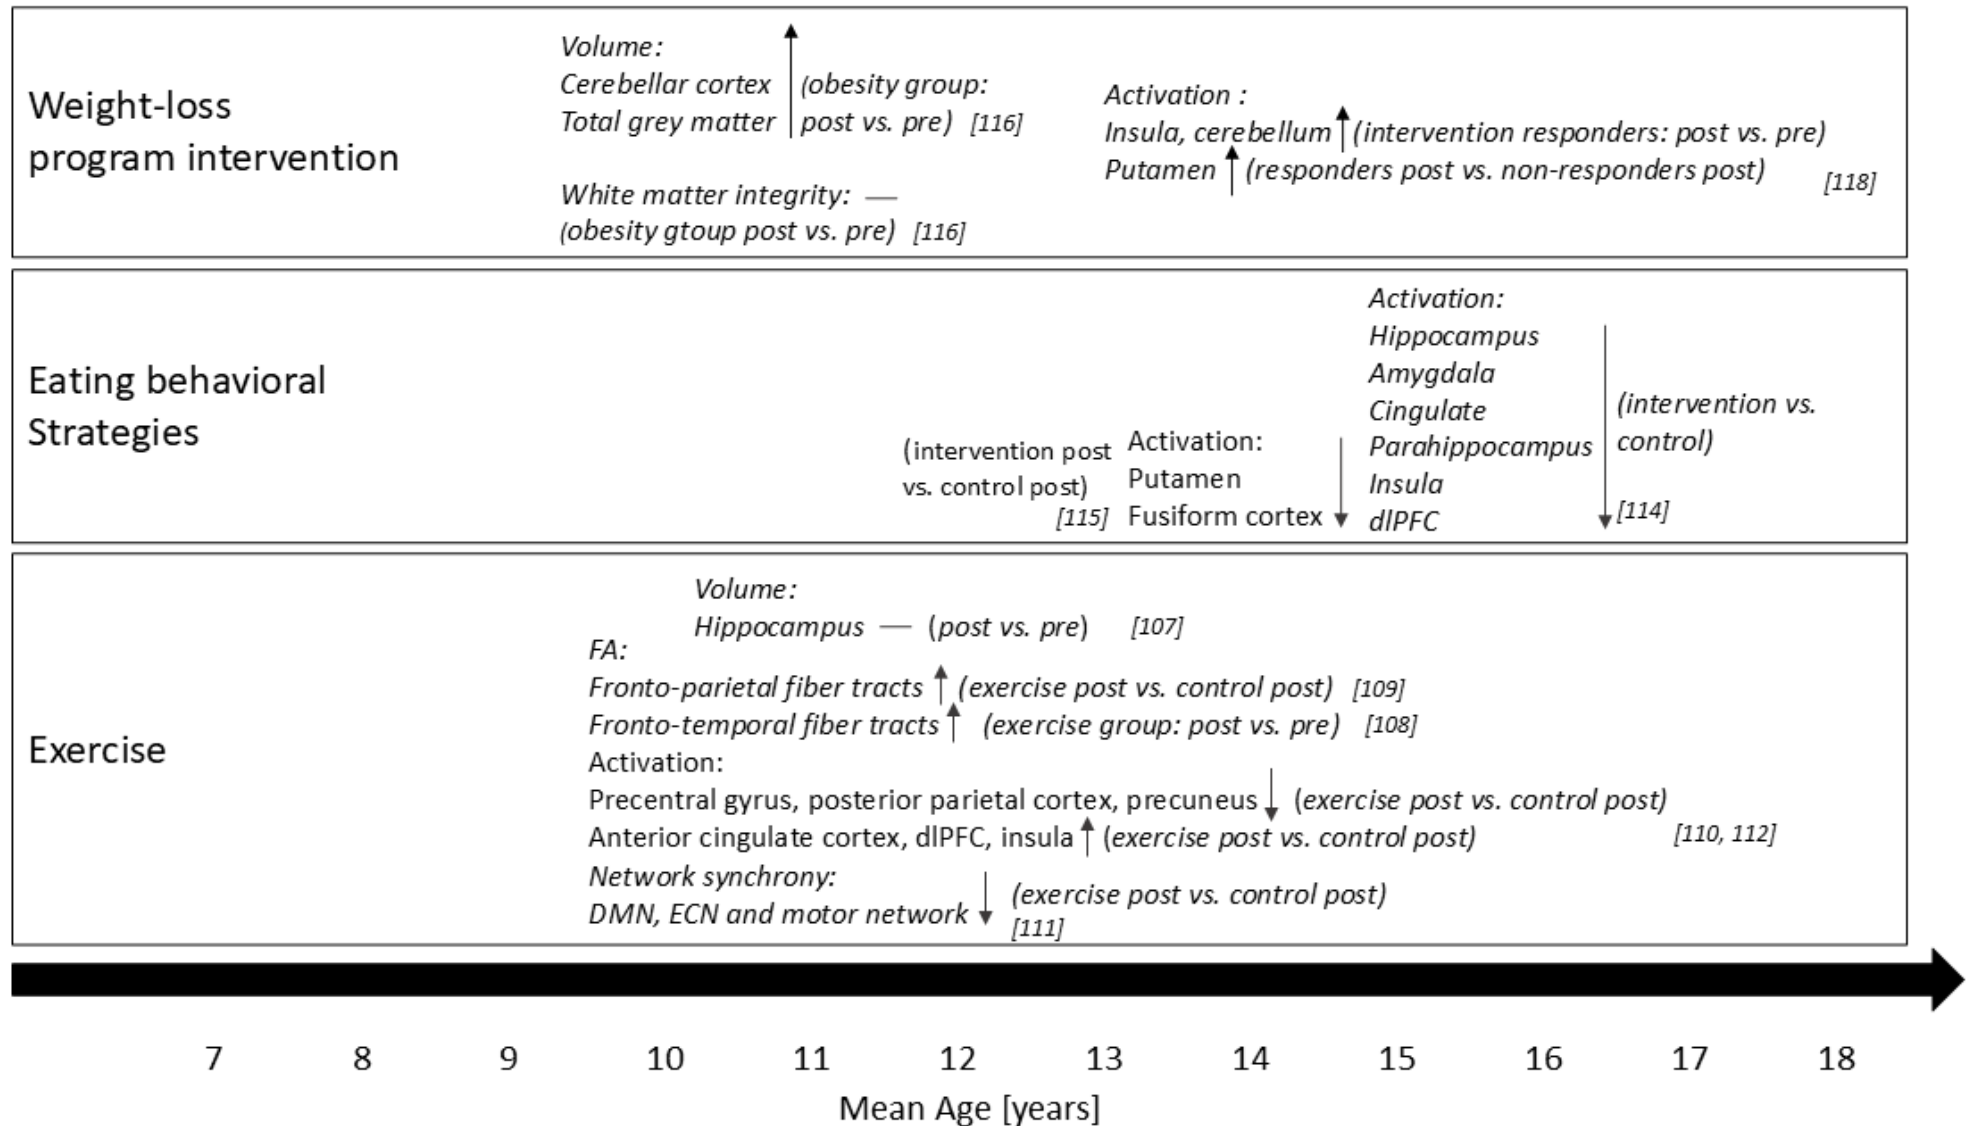 Weight-loss
program intervention
Volume:
Cerebellar cortex (obesity group:
Total grey matter post vs. pre) [116]
White matter integrity: —
(obesity gtoup post vs. pre) [116]
Activation :
Insula, cerebellum ↑ (intervention responders: post vs. pre)
Putamen ↑ (responders post vs. non-responders post) [118]
Eating behavioral
Strategies
(intervention post
vs. control post)
[115]
Activation:
Putamen
Fusiform cortex
Activation:
Hippocampus
Amygdala
Cingulate
Parahippocampus
Insula
dlPFC
(intervention vs.
control)
[114]
Exercise
Volume:
Hippocampus — (post vs. pre) [107]
FA:
Fronto-parietal fiber tracts ↑ (exercise post vs. control post) [109]
Fronto-temporal fiber tracts ↑ (exercise group: post vs. pre) [108]
Activation:
Precentral gyrus, posterior parietal cortex, precuneus ↓ (exercise post vs. control post)
Anterior cingulate cortex, dlPFC, insula ↑ (exercise post vs. control post) [110, 112]
Network synchrony:
DMN, ECN and motor network ↓ (exercise post vs. control post)
[111]
7 8 9 10 11 12 13 14 15 16 17 18
Mean Age [years]